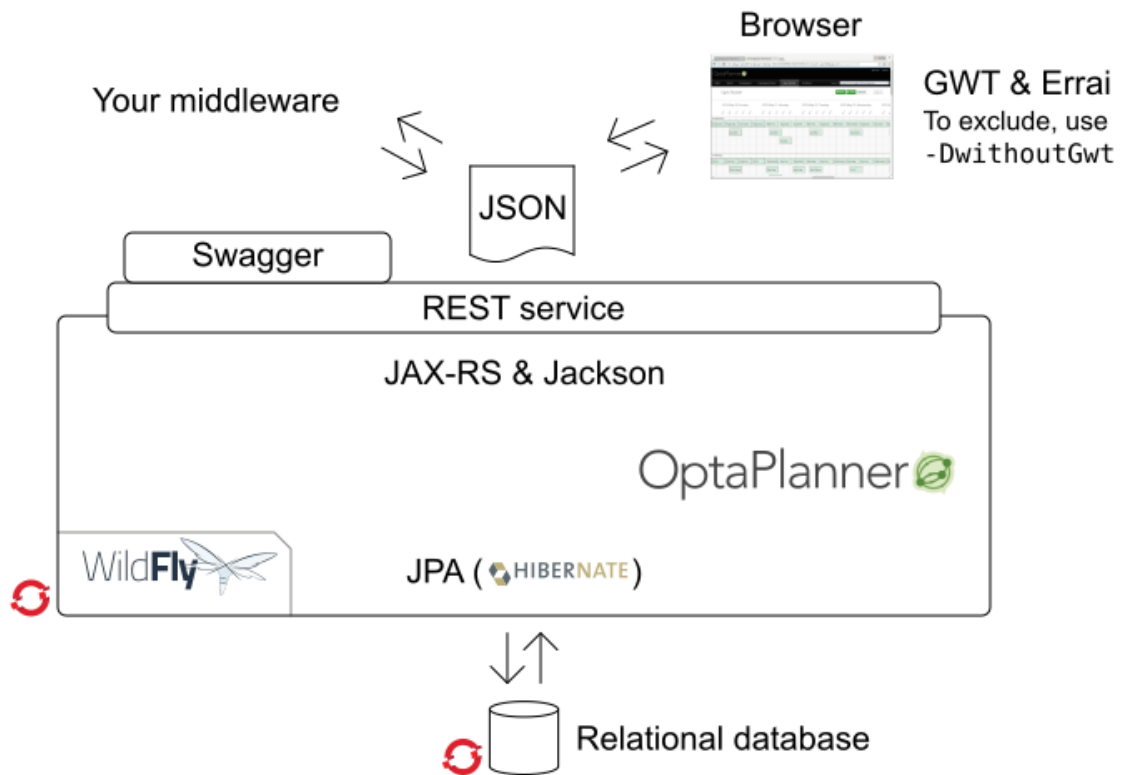 Browser
Your middleware
GWT & Errai
To exclude, use
-DwithoutGwt
JSON
Swagger
REST service
JAX-RS & Jackson
OptaPlanner
WildFly
JPA ( HIBERNATE )
Relational database